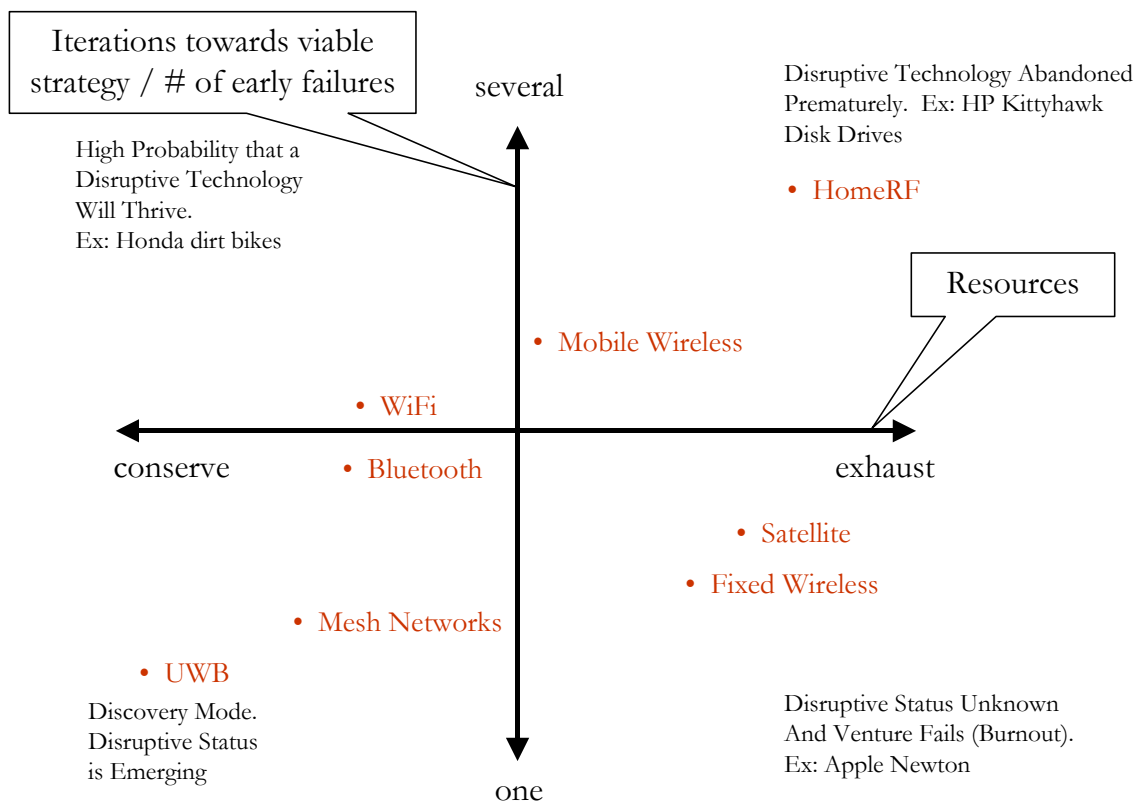 Iterations towards viable
strategy / # of early failures
several
Disruptive Technology Abandoned
Prematurely.  Ex: HP Kittyhawk
Disk Drives
High Probability that a
Disruptive Technology
Will Thrive.
Ex: Honda dirt bikes
• HomeRF
Resources
• Mobile Wireless
• WiFi
conserve
• Bluetooth
exhaust
• Satellite
• Fixed Wireless
• Mesh Networks
• UWB
Discovery Mode.
Disruptive Status
is Emerging
Disruptive Status Unknown
And Venture Fails (Burnout).
Ex: Apple Newton
one